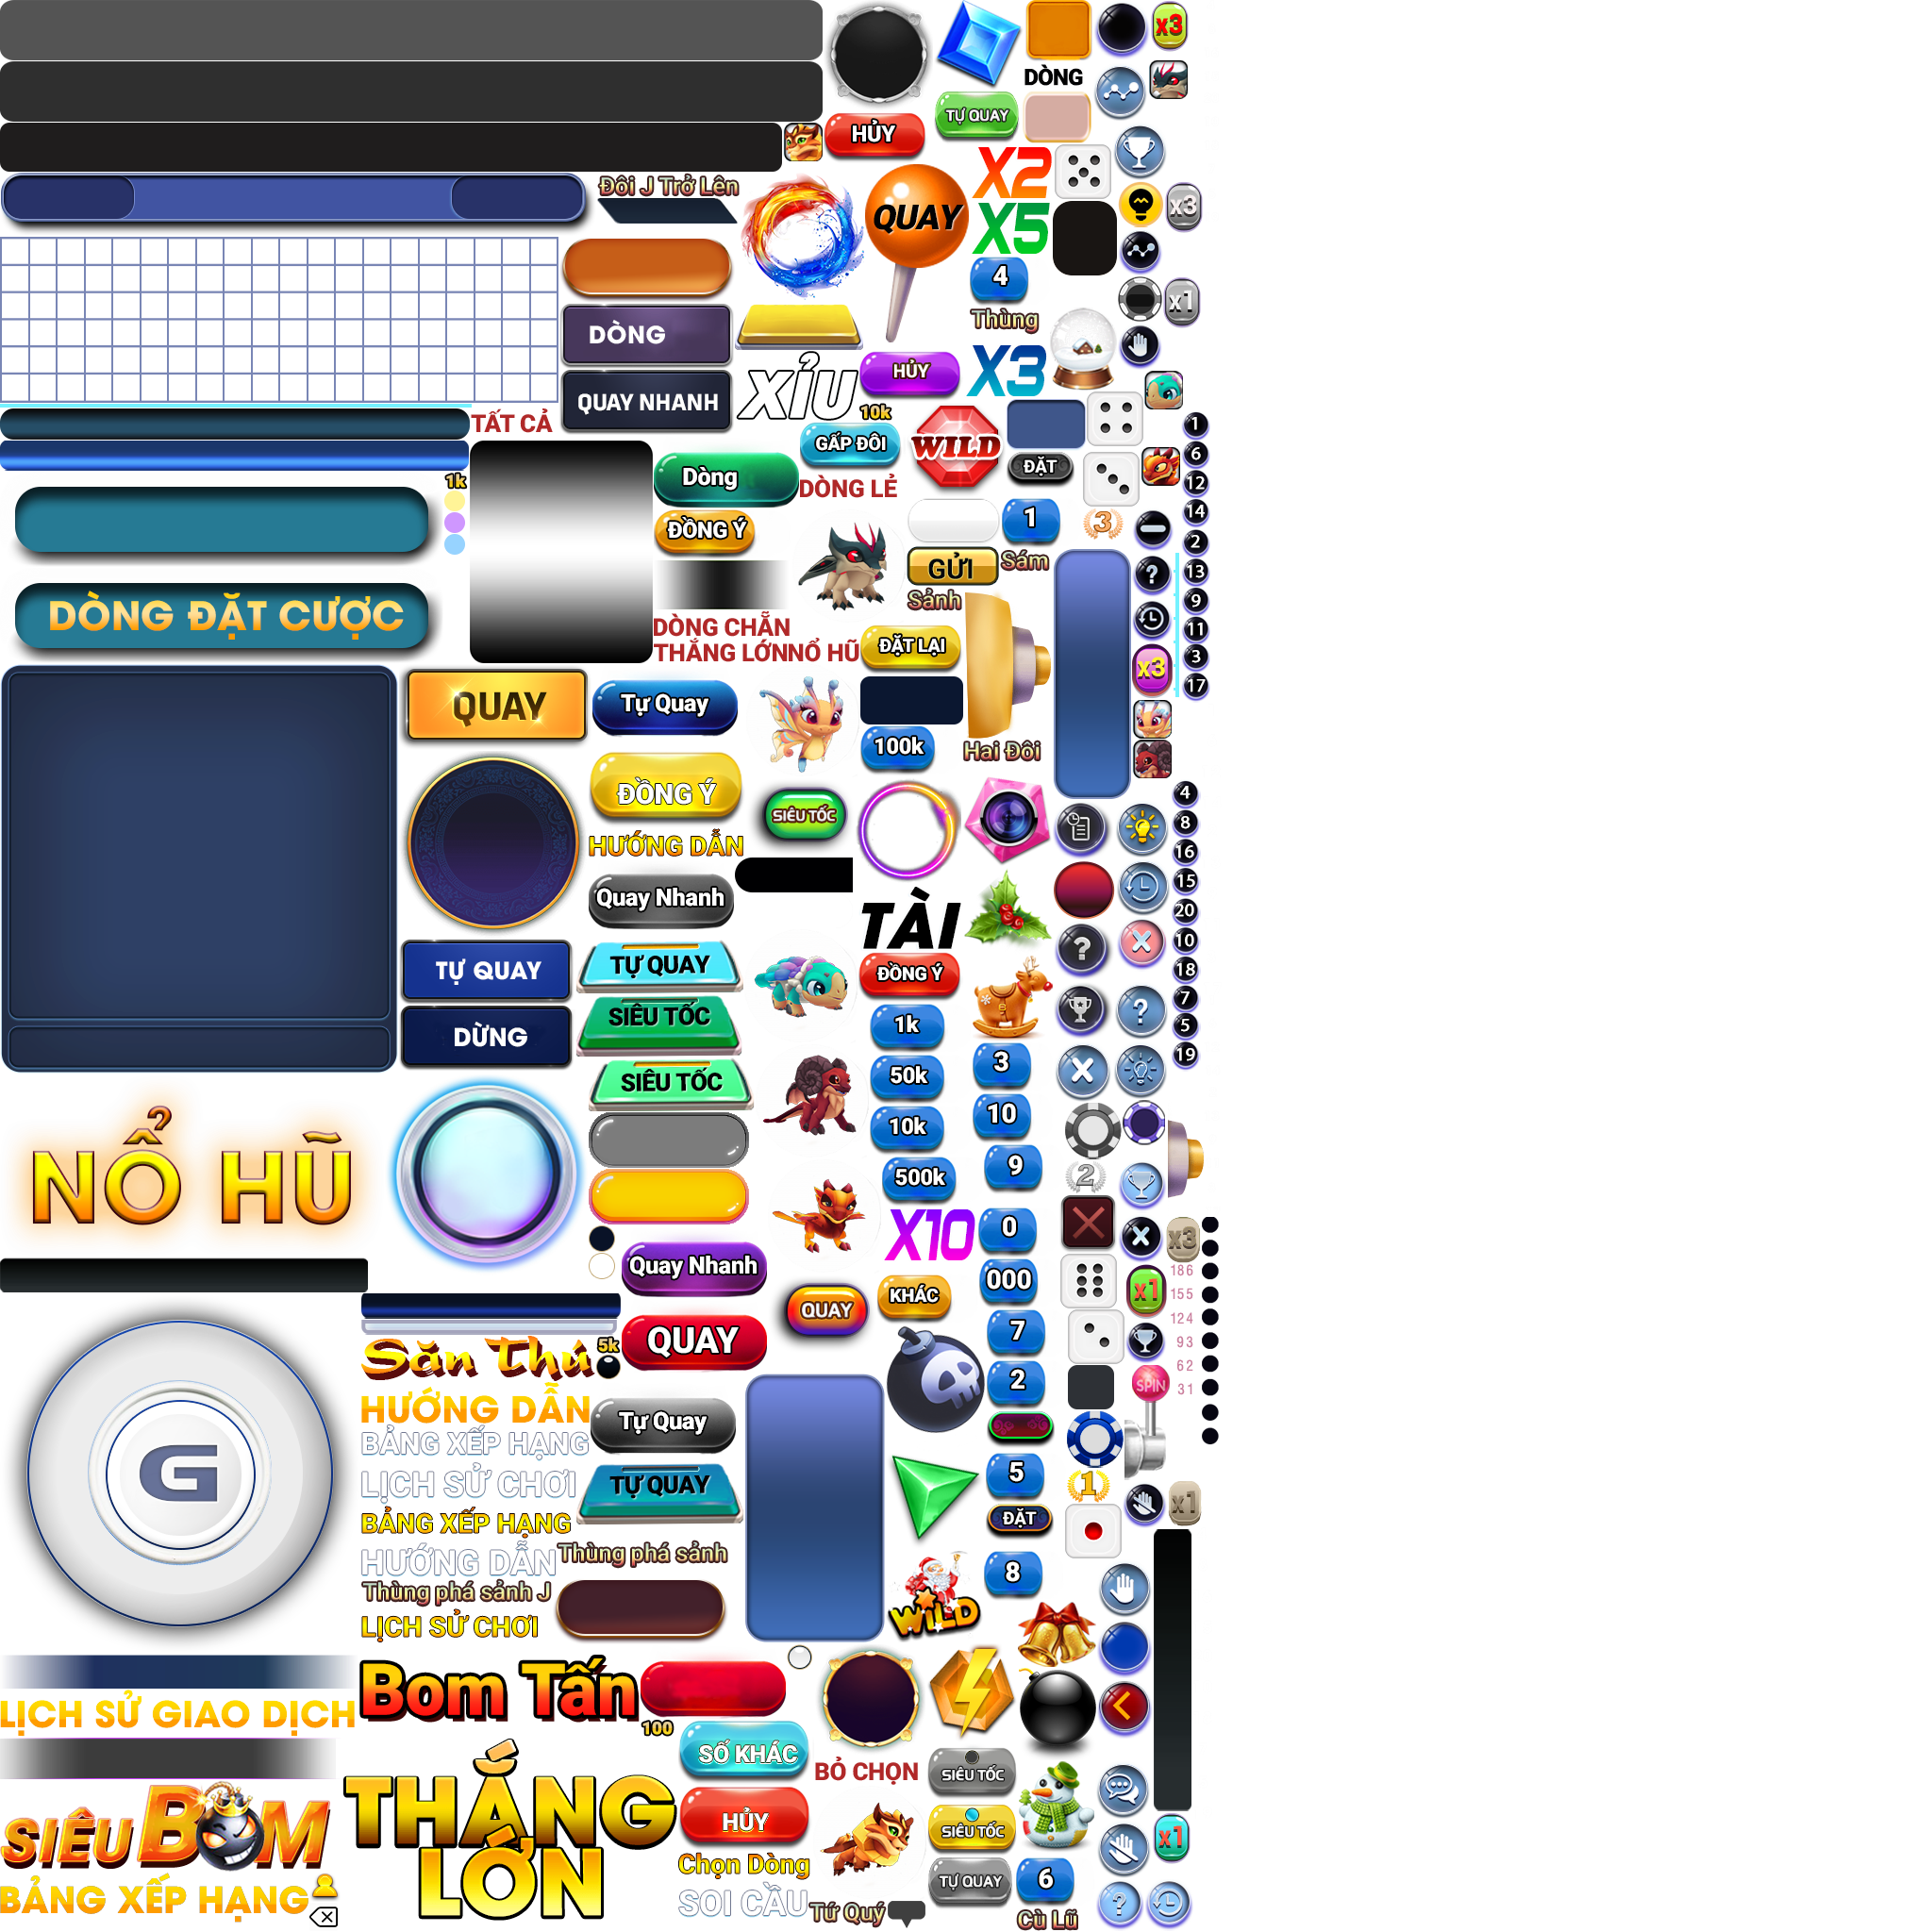 x3
DÒNG
TỰ QUAY
HỦY
X2
Đôi J Trở Lên
QUAY
x3
X5
4
Thùng
x1
DÒNG
XỈU
HỦY
X3
QUAY NHANH
10k
TẤT CẢ
GẤP ĐÔI
WILD
ĐẶT
1
6
12
1k
Dòng
DÒNG LẺ
14
1
3
2
ĐỒNG Ý
GỬI
Sám
?
13
Sảnh
9
DÒNG ĐẶT CƯỢC
DÒNG CHẴN
11
THẮNG LỚN
NỔ HŨ
ĐẶT LẠI
x3
3
17
QUAY
Tự Quay
100k
Hai Đôi
ĐỒNG Ý
4
SIÊU TỐC
8
HƯỚNG DẪN
16
Quay Nhanh
15
TÀI
20
?
10
TỰ QUAY
TỰ QUAY
ĐỒNG Ý
18
SIÊU TỐC
1k
?
7
DỪNG
5
SIÊU TỐC
50k
3
19
NỔ HŨ
10k
10
500k
9
2
X10
0
x3
Quay Nhanh
000
186
QUAY
KHÁC
x1
155
Săn Thú
5k
QUAY
7
124
93
62
2
SPIN
31
HƯỚNG DẪN
Tự Quay
BẢNG XẾP HẠNG
G
LỊCH SỬ CHƠI
TỰ QUAY
5
1
x1
BẢNG XẾP HẠNG
ĐẶT
HƯỚNG DẪN
Thùng phá sảnh
8
Thùng phá sảnh J
WILD
LỊCH SỬ CHƠI
Bom Tấn
LỊCH SỬ GIAO DỊCH
100
SỐ KHÁC
BỎ CHỌN
SIÊU TỐC
THẮNG
LỚN
SIÊU BOM
HỦY
SIÊU TỐC
x1
Chọn Dòng
BẢNG XẾP HẠNG
SOI CẦU
Tứ Quý
TỰ QUAY
6
?
Cù Lũ